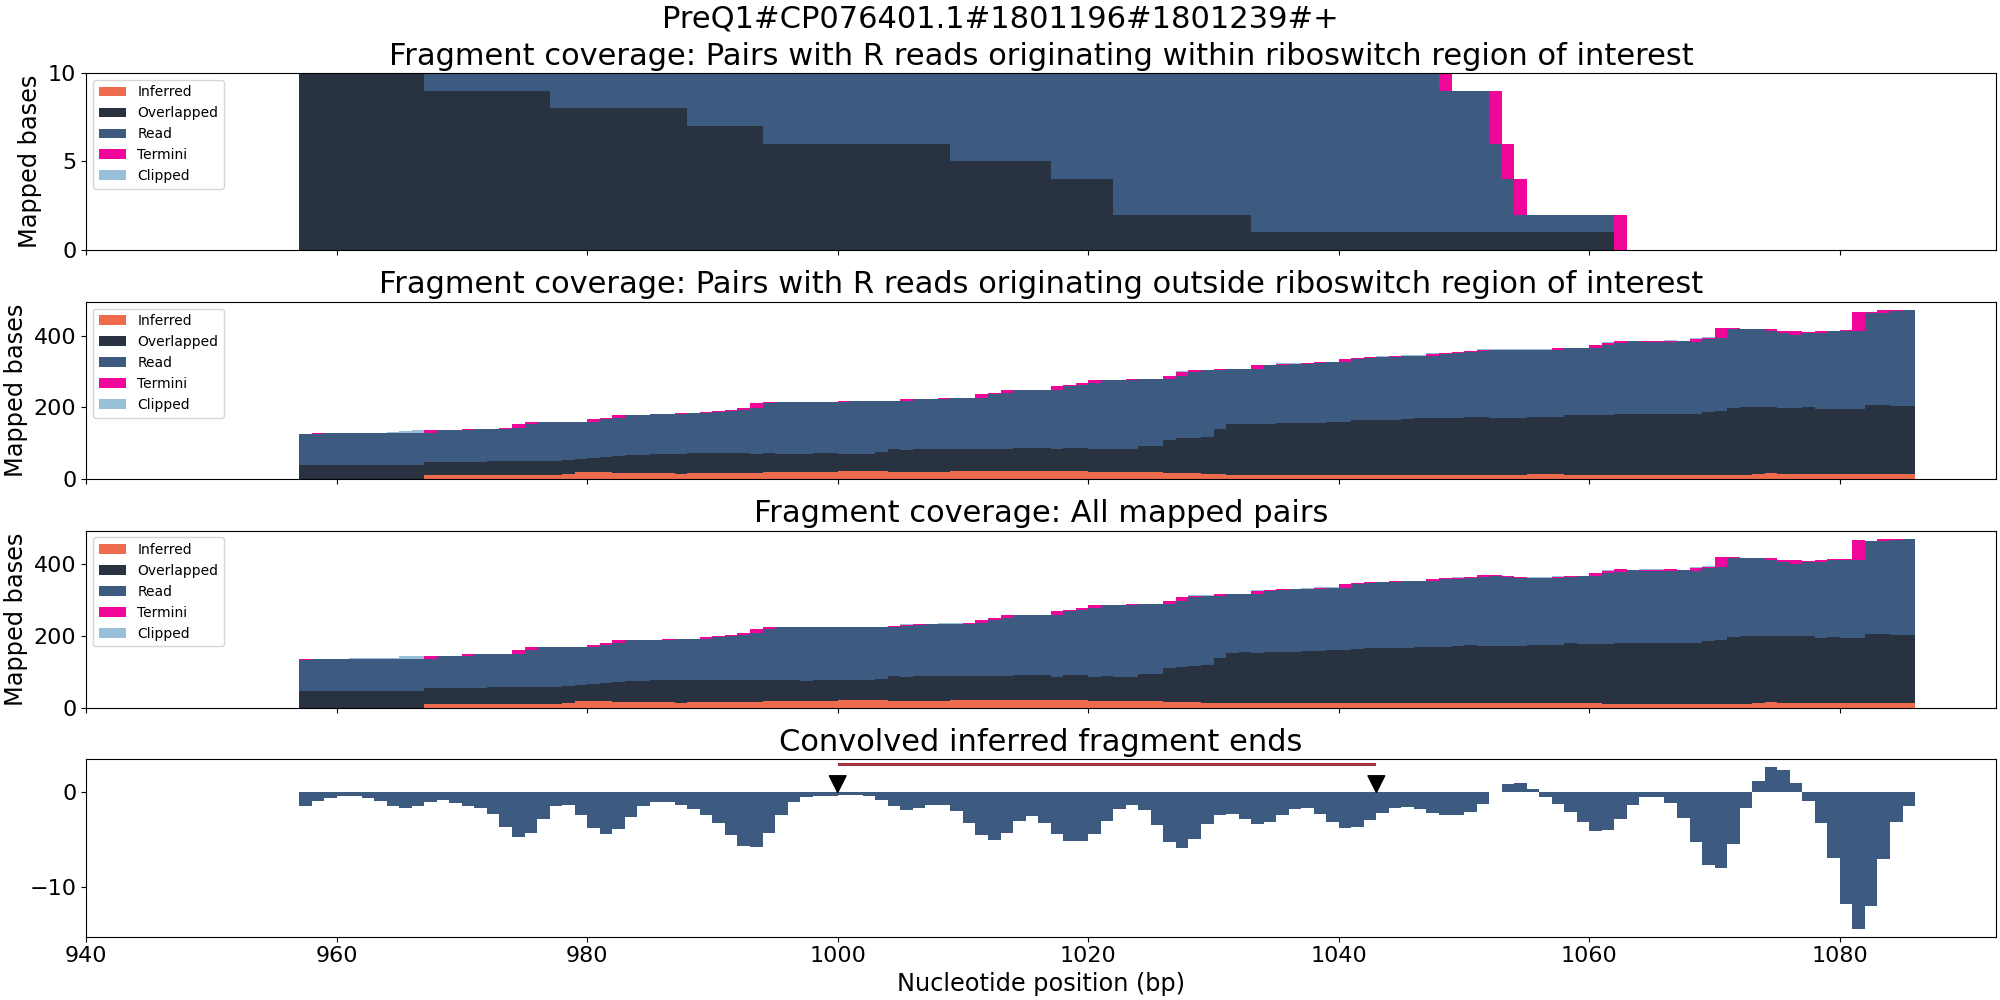 PreQ1#CP076401.1#1801196#1801239#+
Fragment coverage: Pairs with R reads originating within riboswitch region of interest
Mapped bases
10
5
0
Inferred
Overlapped
Read
Termini
Clipped
Fragment coverage: Pairs with R reads originating outside riboswitch region of interest
Mapped bases
400
200
0
Inferred
Overlapped
Read
Termini
Clipped
Fragment coverage: All mapped pairs
Mapped bases
400
200
0
Inferred
Overlapped
Read
Termini
Clipped
Convolved inferred fragment ends
0
−10
940 960 980 1000 1020 1040 1060 1080
Nucleotide position (bp)